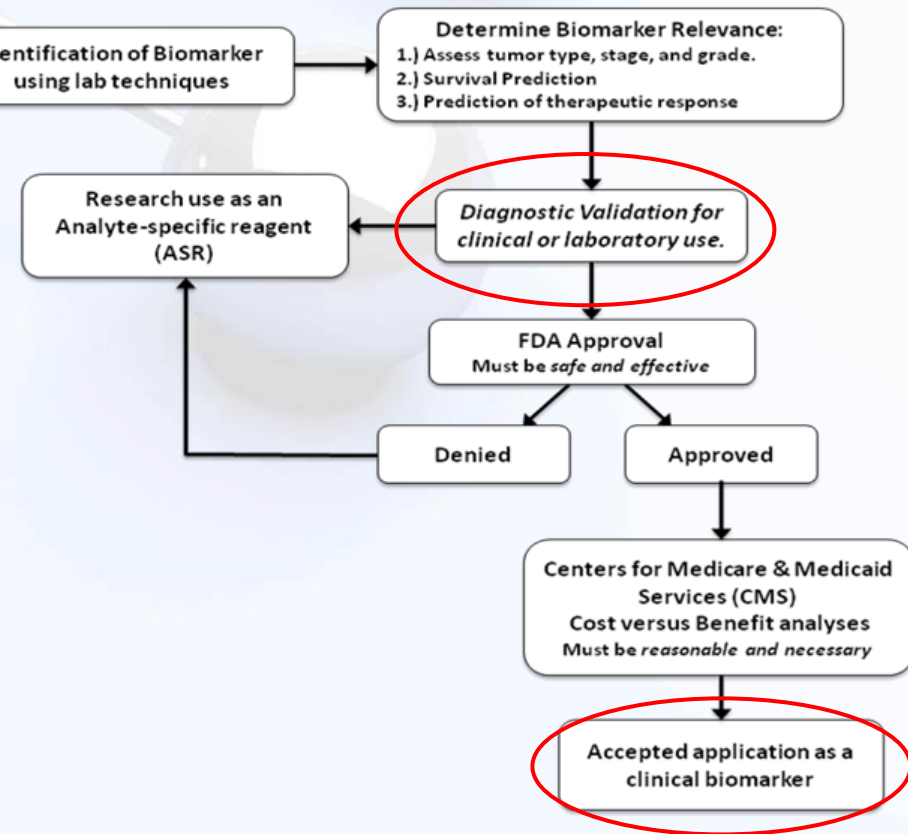 entification of Biomarker
using lab techniques
Determine Biomarker Relevance:
1.) Assess tumor type, stage, and grade.
2.) Survival Prediction
3.) Prediction of therapeutic response
Research use as an
Analyte-specific reagent
(ASR)
Diagnostic Validation for
clinical or laboratory use.
FDA Approval
Must be safe and effective
Denied
Approved
Centers for Medicare & Medicaid
Services (CMS)
Cost versus Benefit analyses
Must be reasonable and necessary
Accepted application as a
clinical biomarker